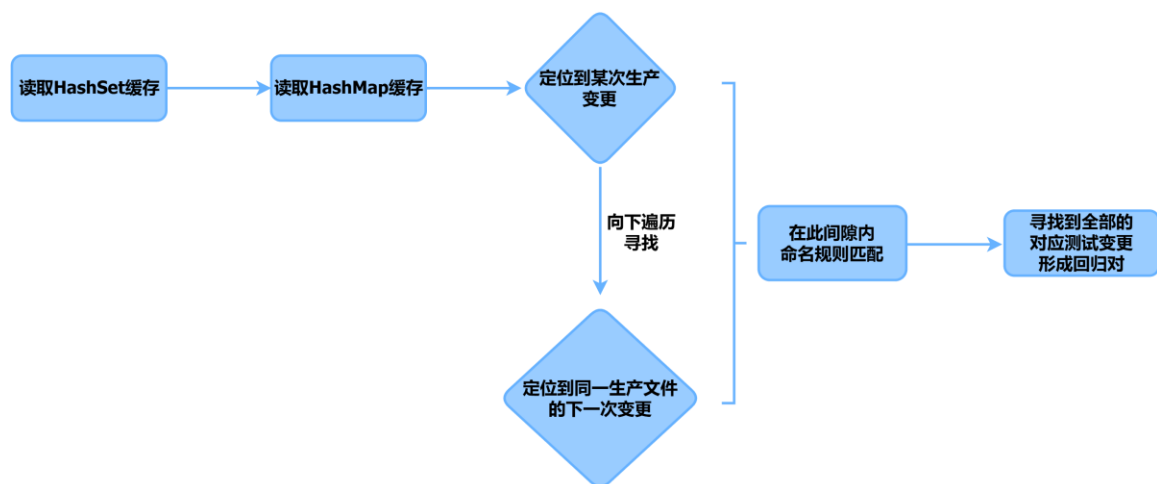 读取HashSet缓存
读取HashMap缓存
定位到某次生产
变更
向下遍历
寻找
定位到同一生产文件
的下一次变更
在此间隙内
命名规则匹配
寻找到全部的
对应测试变更
形成回归对